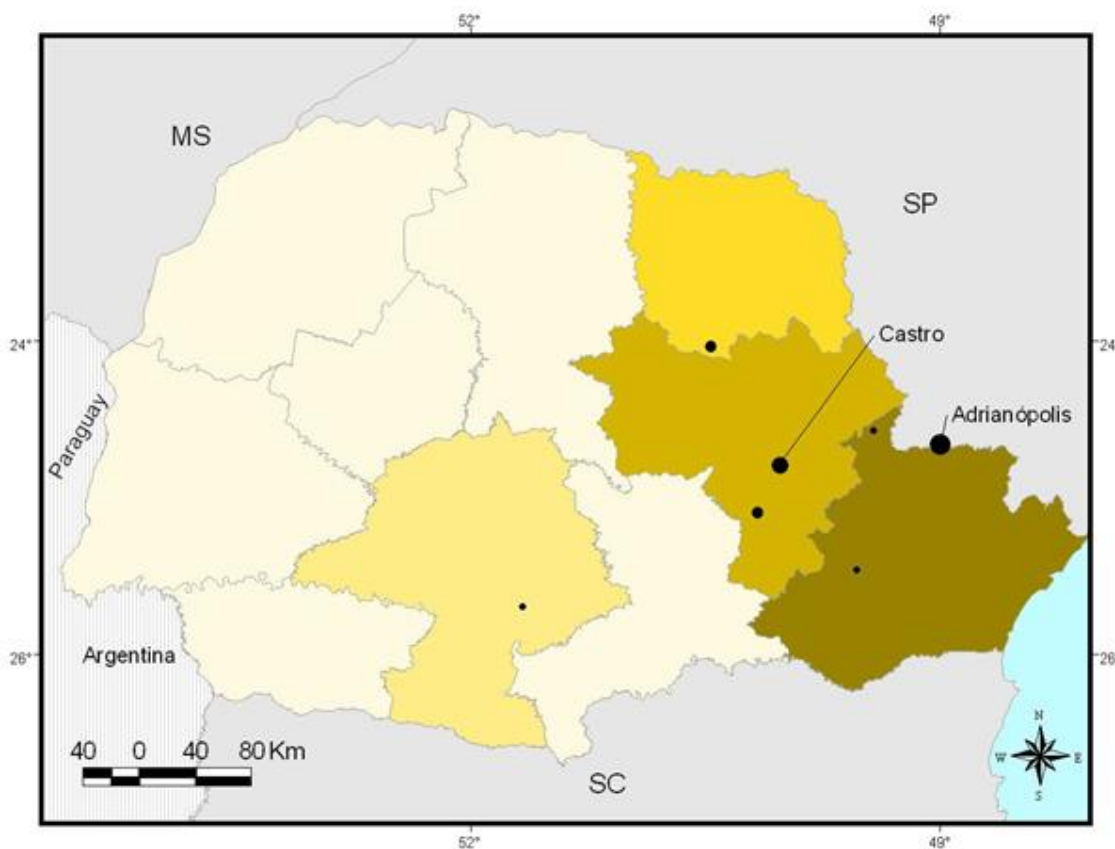 52° 49°
MS
SP
24° 24
Castro
Adrianópolis
Paraguay
26° 26
Argentina
40 0 40 80 Km
SC
N
W E
S
52° 49°